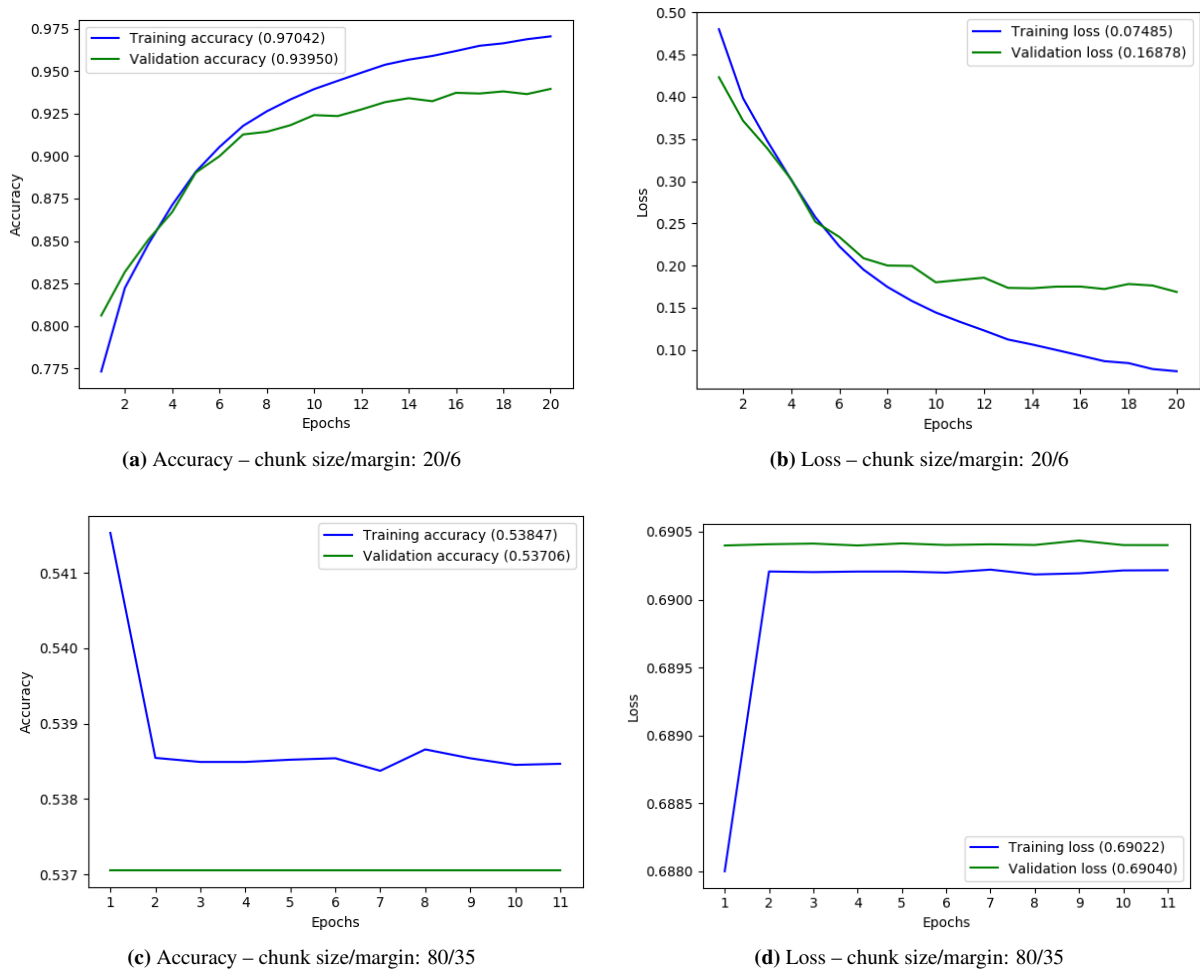 0.975
0.950
0.925
0.900
0.875
0.850
0.825
0.800
0.775
Accuracy
Training accuracy (0.97042)
Validation accuracy (0.93950)
2 4 6 8 10 12 14 16 18 20
Epochs
(a) Accuracy – chunk size/margin: 20/6
0.50
0.45
0.40
0.35
0.30
0.25
0.20
0.15
0.10
Loss
Training loss (0.07485)
Validation loss (0.16878)
2 4 6 8 10 12 14 16 18 20
Epochs
(b) Loss – chunk size/margin: 20/6
0.541
0.540
0.539
0.538
0.537
Accuracy
Training accuracy (0.53847)
Validation accuracy (0.53706)
1 2 3 4 5 6 7 8 9 10 11
Epochs
(c) Accuracy – chunk size/margin: 80/35
0.6905
0.6900
0.6895
0.6890
0.6885
0.6880
Loss
Training loss (0.69022)
Validation loss (0.69040)
1 2 3 4 5 6 7 8 9 10 11
Epochs
(d) Loss – chunk size/margin: 80/35